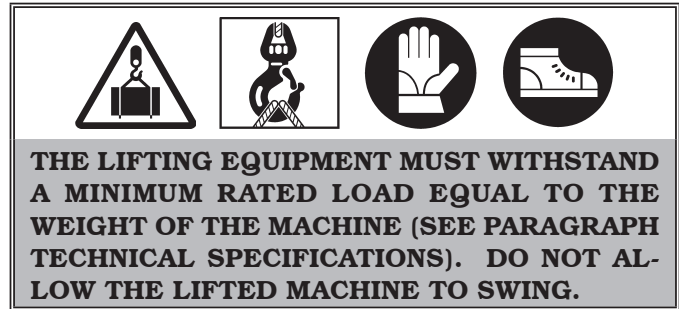 THE LIFTING EQUIPMENT MUST WITHSTAND
A MINIMUM RATED LOAD EQUAL TO THE
WEIGHT OF THE MACHINE (SEE PARAGRAPH
TECHNICAL SPECIFICATIONS). DO NOT AL-
LOW THE LIFTED MACHINE TO SWING.